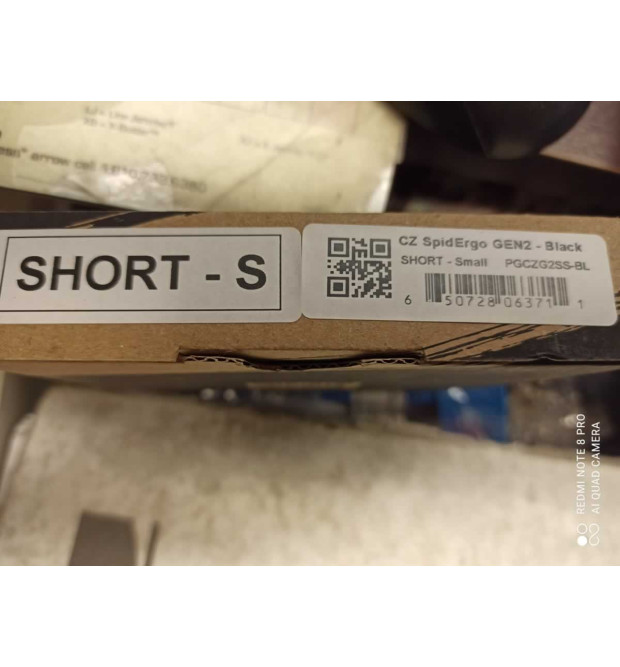 SHORT - S
CZ SpidErgo GEN2 - Black
SHORT - Small PGCZG2SS-BL
6 50728 06371 1
REDMI NOTE 8 PRO
AI QUAD CAMERA